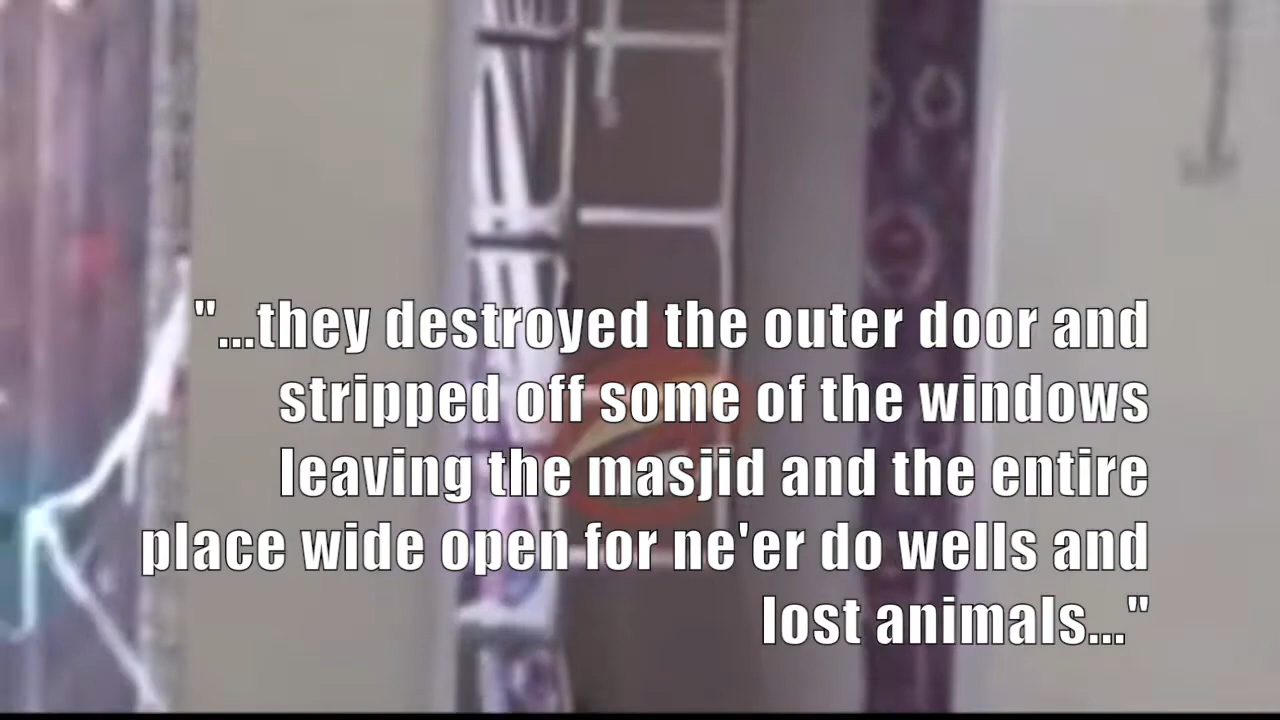 "...they destroyed the outer door and
stripped off some of the windows
leaving the masjid and the entire
place wide open for ne'er do wells and
lost animals..."